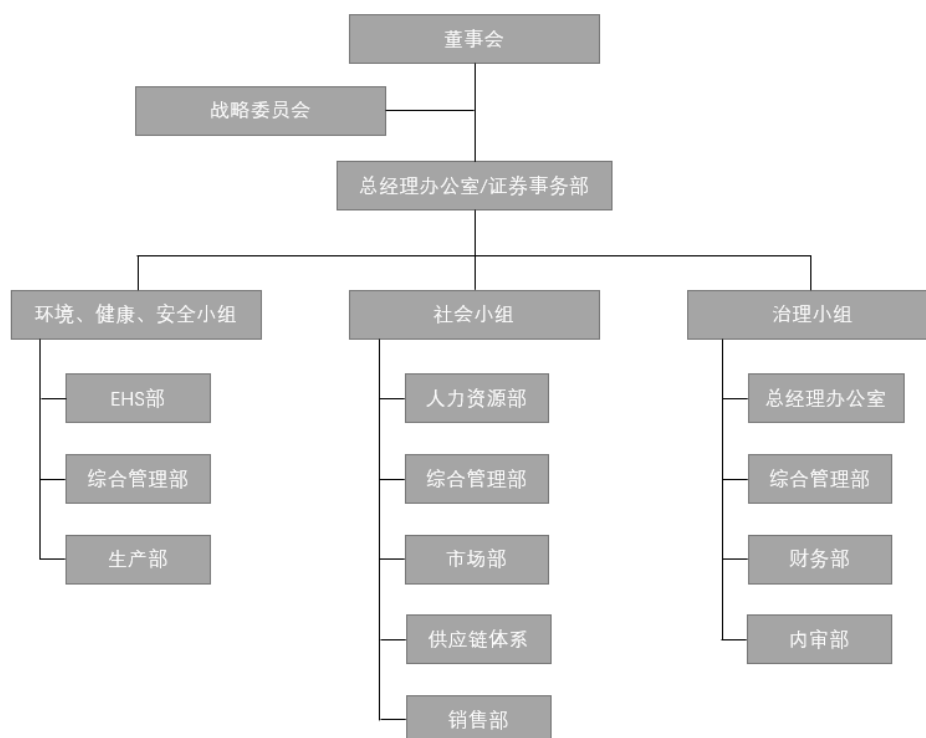 董事会
战略委员会
总经理办公室/证券事务部
环境、健康、安全小组
社会小组
治理小组
EHS部
人力资源部
总经理办公室
综合管理部
综合管理部
综合管理部
生产部
市场部
财务部
供应链体系
内审部
销售部